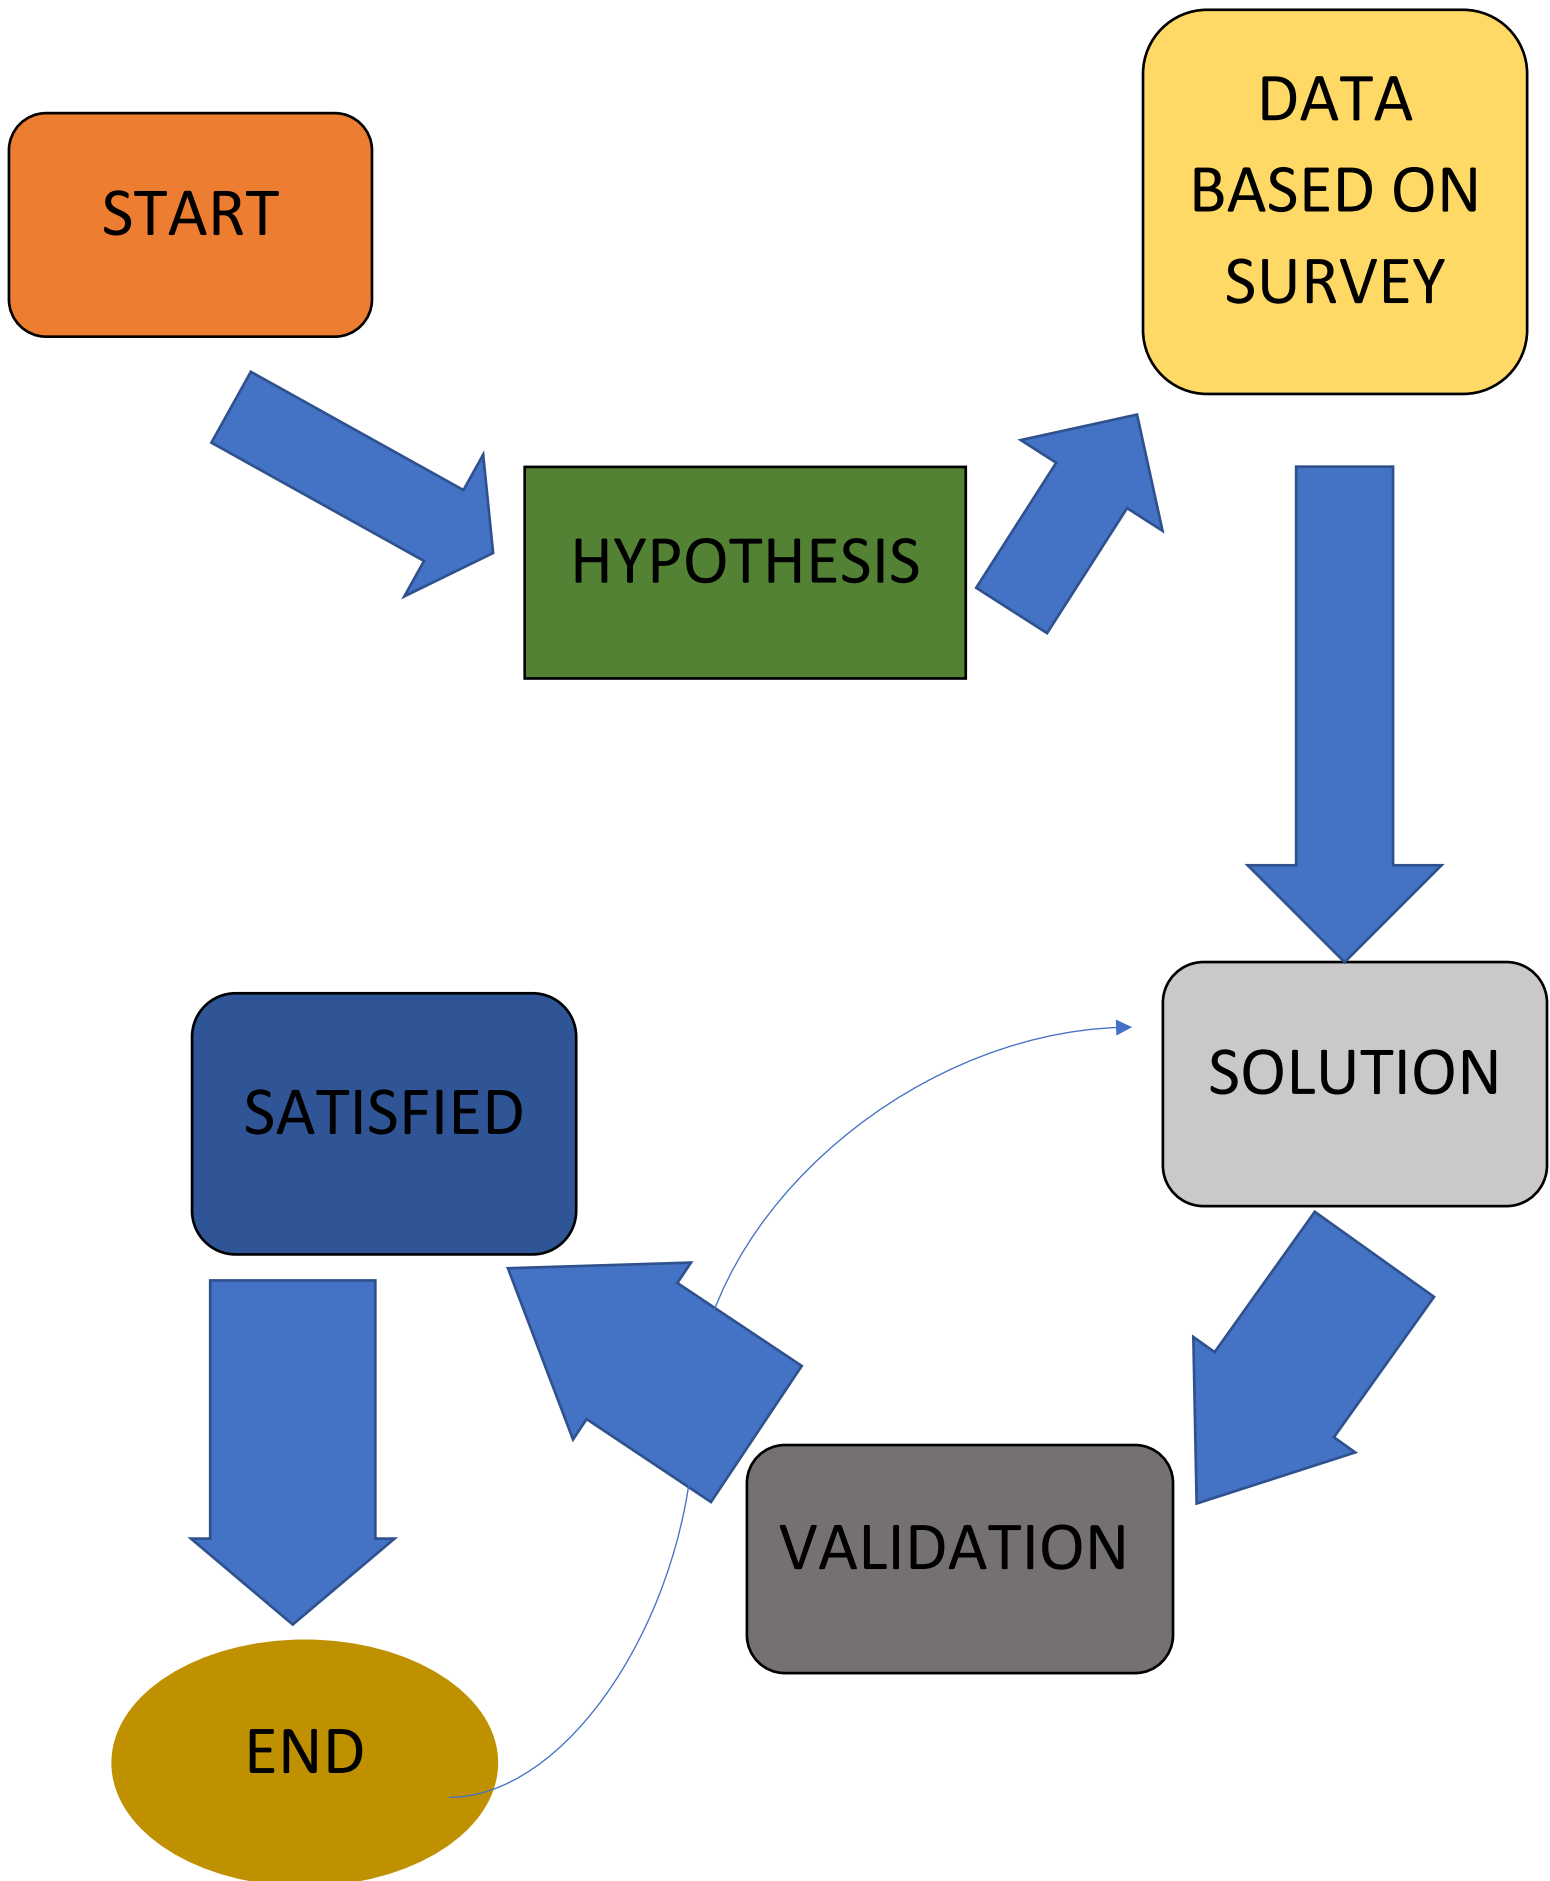 START
DATA
BASED ON
SURVEY
HYPOTHESIS
SOLUTION
VALIDATION
SATISFIED
END